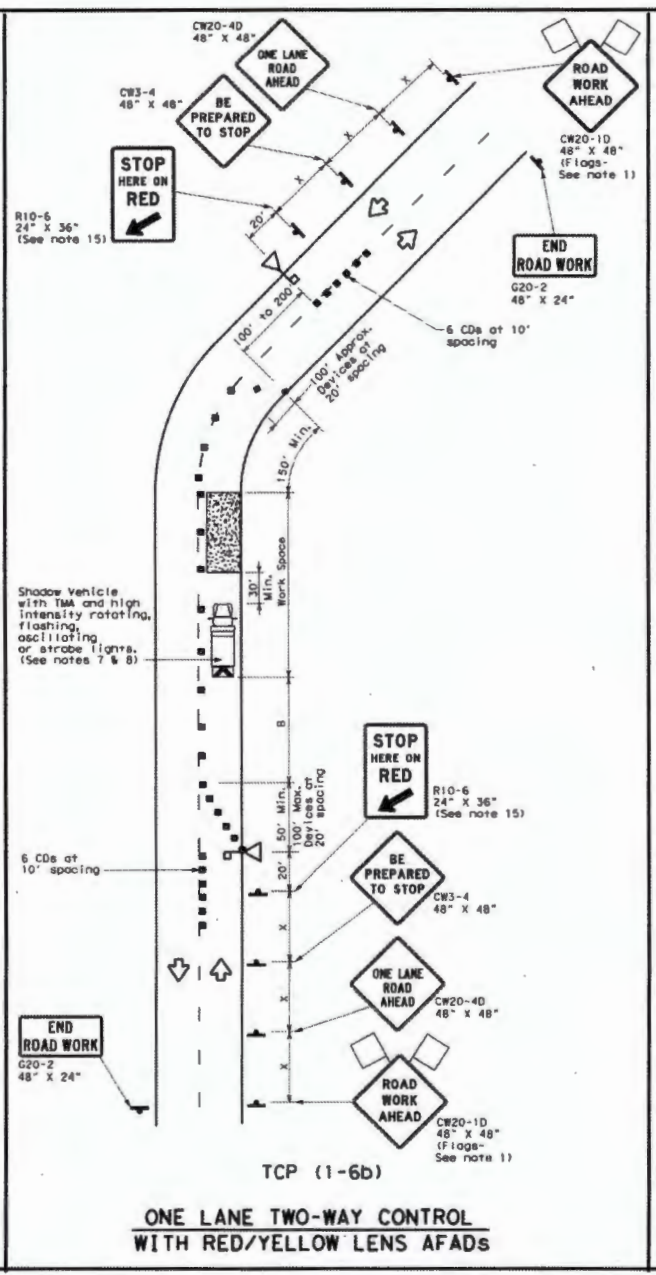 CW20-4D
48" X 48"
ONE LANE
ROAD
AHEAD
CW3-4
48" X 48"
BE
PREPARED
TO STOP
ROAD
WORK
AHEAD
CW20-1D
48" X 48"
(Flags-
See note 1)
STOP
HERE ON
RED
R10-6
24" X 36"
(See note 15)
X
X
20'
END
ROAD WORK
G20-2
48" X 24"
100' to 200'
6 CDs at 10'
spacing
100' Approx.
Devices at
20' spacing
150' Min.
Work Space
30'
Min.
Shadow Vehicle
with TMA and high
intensity rotating,
flashing,
oscillating
or strobe lights.
(See notes 7 & 8)
B
STOP
HERE ON
RED
R10-6
24" X 36"
(See note 15)
50' Min.
100' Max.
Devices at
20' spacing
20'
6 CDs at
10' spacing
BE
PREPARED
TO STOP
CW3-4
48" X 48"
X
ONE LANE
ROAD
AHEAD
CW20-4D
48" X 48"
X
END
ROAD WORK
G20-2
48" X 24"
X
ROAD
WORK
AHEAD
CW20-1D
48" X 48"
(Flags-
See note 1)
TCP (1-6b)
ONE LANE TWO-WAY CONTROL
WITH RED/YELLOW LENS AFADs